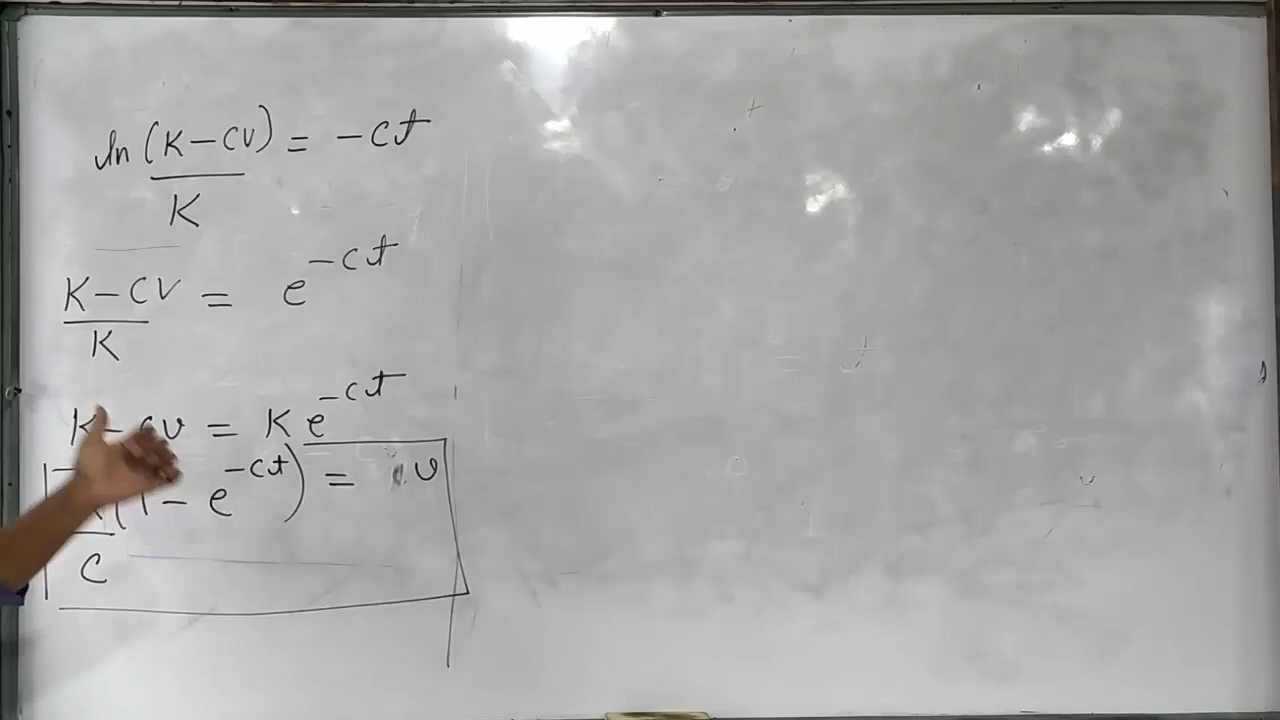 ln (K-CV) = -Ct
K
K-CV = e^-Ct
K
K-CV = K e^-Ct
(1-e^-Ct) = v
C